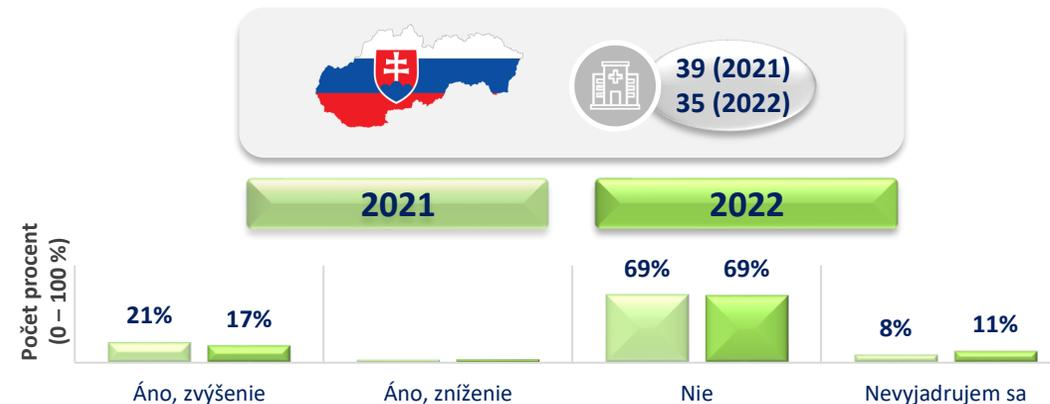 39 (2021)
35 (2022)
2021
2022
Počet procent
(0 – 100 %)
21%
17%
69%
69%
8%
11%
Áno, zvýšenie
Áno, zníženie
Nie
Nevyjadrujem sa